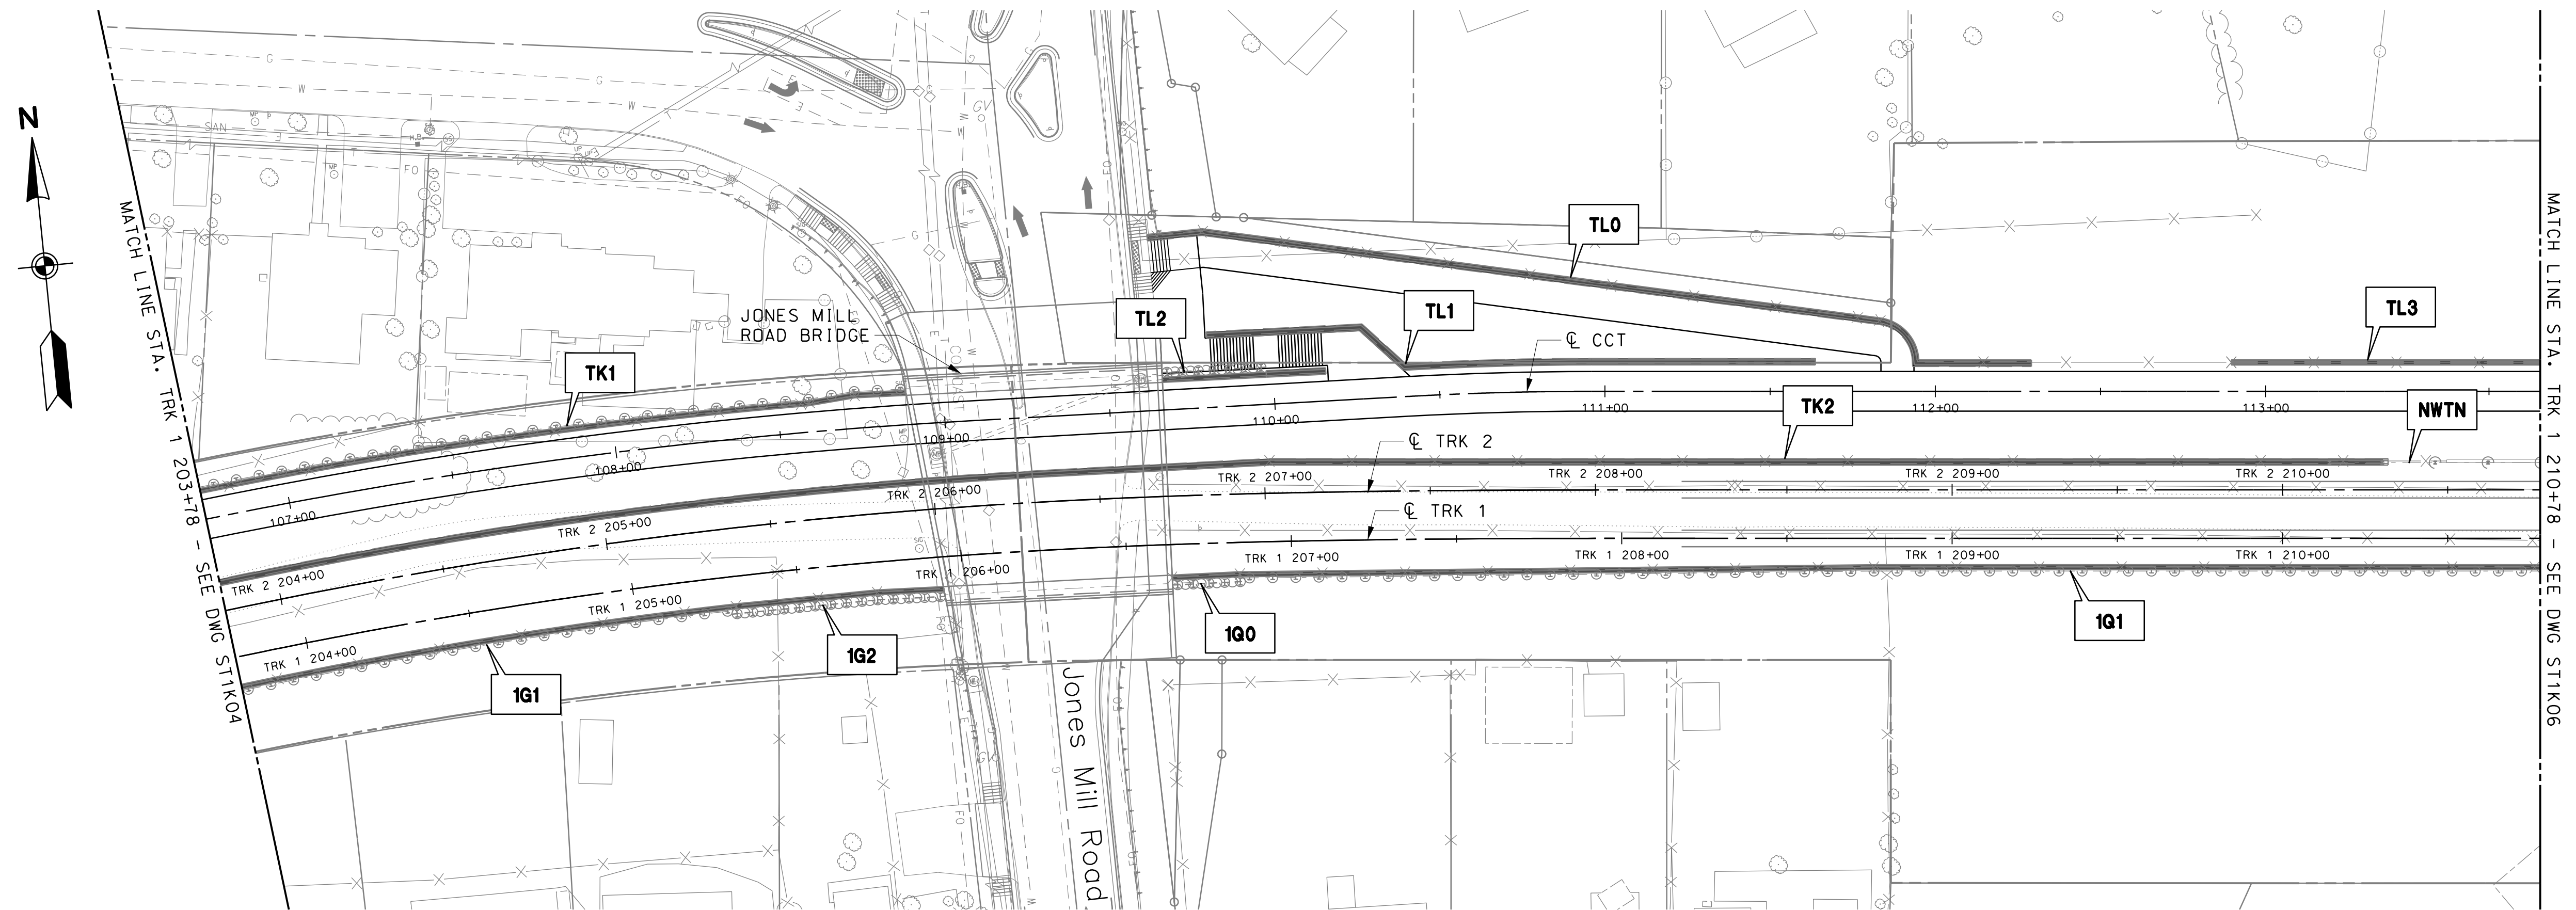 N
MATCH LINE STA. TRK 1 203+78 - SEE DWG ST1K04
MATCH LINE STA. TRK 1 210+78 - SEE DWG ST1K06
G
G
W
W
SAN
T
FO
FO
JONES MILL
ROAD BRIDGE
COMCAST
GV
GV
TL0
TL1
TL2
TL3
℄ CCT
TK1
TK2
NWTN
107+00
108+00
109+00
110+00
111+00
112+00
113+00
℄ TRK 2
TRK 2 204+00
TRK 2 205+00
TRK 2 206+00
TRK 2 207+00
TRK 2 208+00
TRK 2 209+00
TRK 2 210+00
℄ TRK 1
TRK 1 204+00
TRK 1 205+00
TRK 1 206+00
TRK 1 207+00
TRK 1 208+00
TRK 1 209+00
TRK 1 210+00
1G1
1G2
1Q0
1Q1
Jones Mill Road
FO